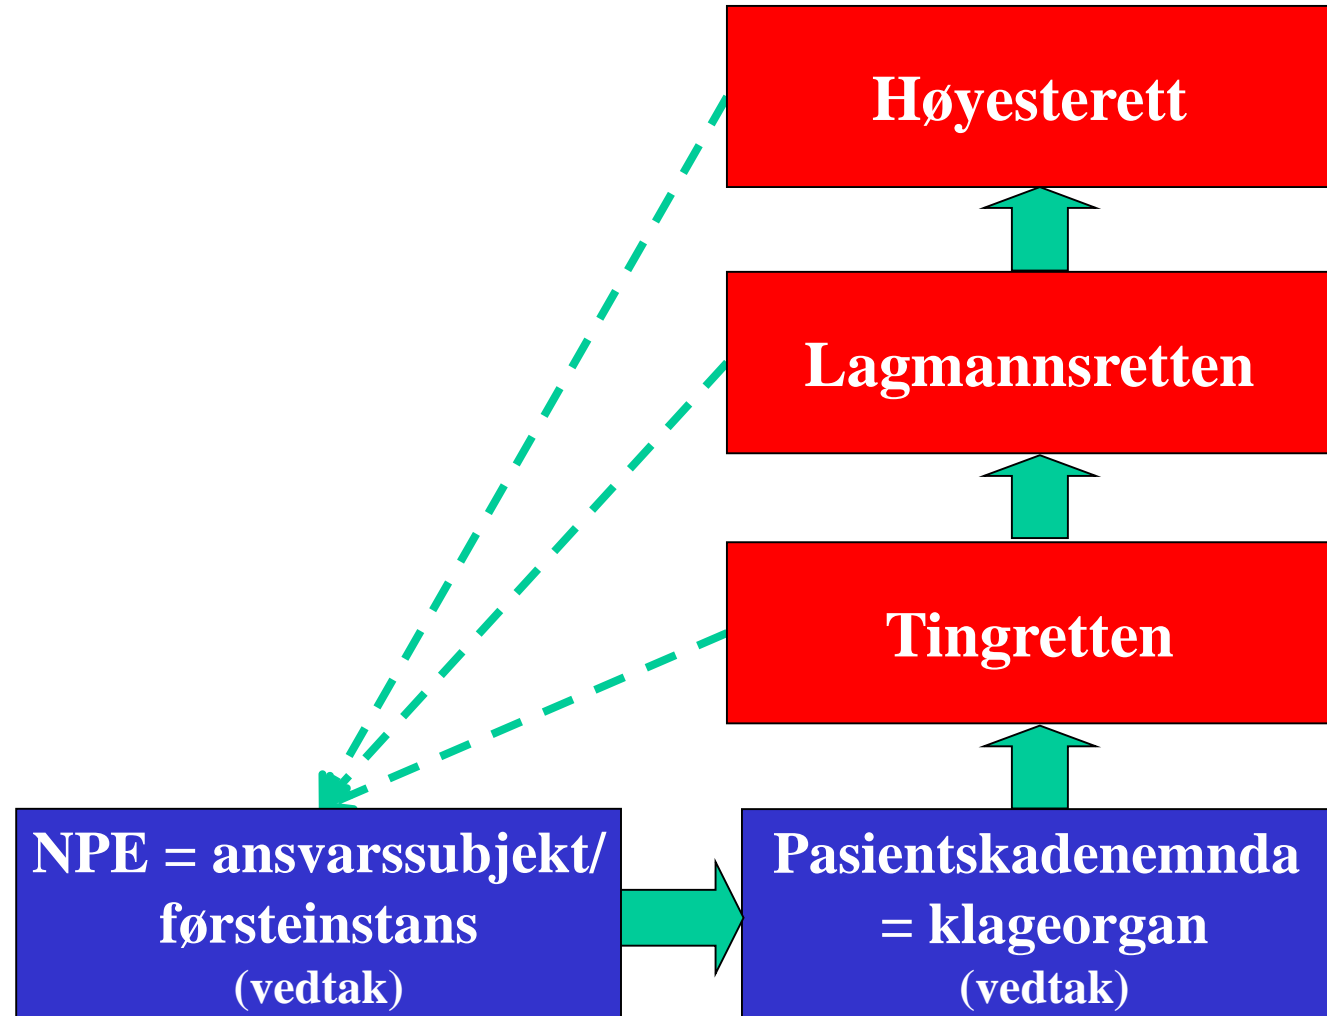 Høyesterett
Lagmannsretten
Tingretten
NPE = ansvarssubjekt/
førsteinstans
(vedtak)
Pasientskadenemnda
= klageorgan
(vedtak)